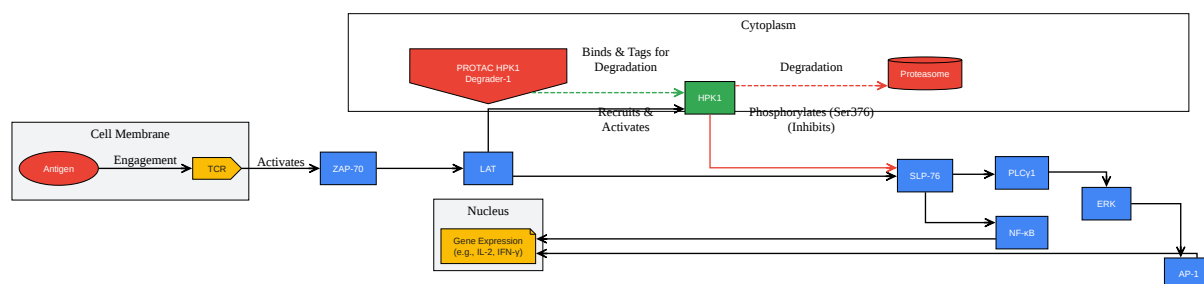 Cytoplasm
PROTAC HPK1
Degrader-1
Binds & Tags for
Degradation
HPK1
Degradation
Proteasome
Recruits &
Activates
Phosphorylates (Ser376)
(Inhibits)
Cell Membrane
Antigen
Engagement
TCR
Activates
ZAP-70
LAT
SLP-76
PLCγ1
ERK
NF-κB
AP-1
Nucleus
Gene Expression
(e.g., IL-2, IFN-γ)